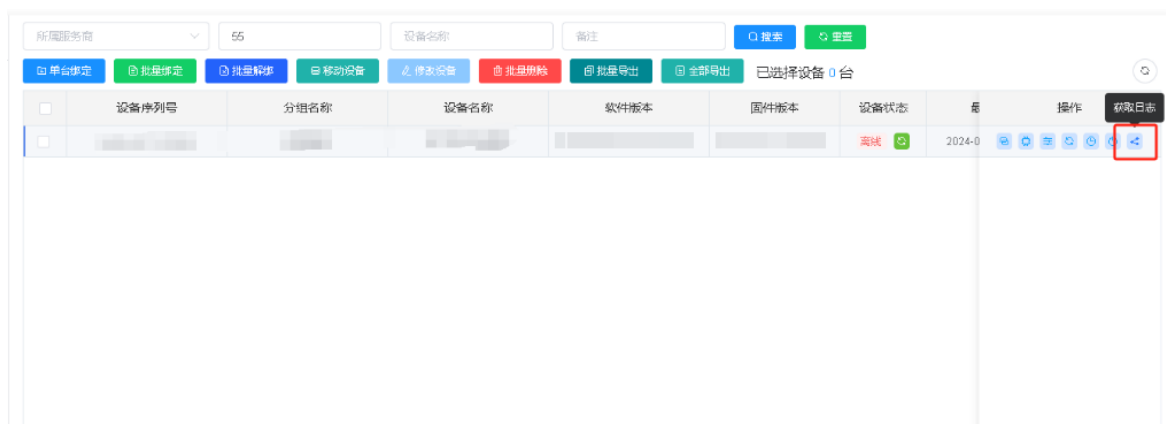 所属服务商 55 设备名称 备注 搜索 重置
单台绑定 批量绑定 批量解绑 移动设备 修改设备 批量删除 批量导出 全部导出 已选择设备 0 台
获取日志
设备序列号 分组名称 设备名称 软件版本 固件版本 设备状态 操作
离线 2024-0